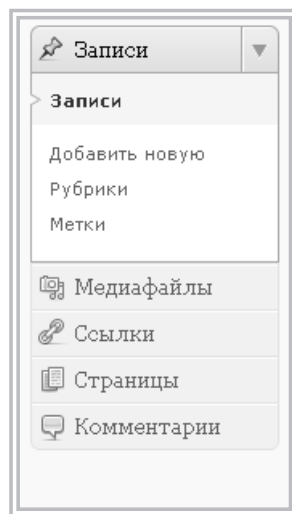 Записи
Записи
Добавить новую
Рубрики
Метки
Медиафайлы
Ссылки
Страницы
Комментарии